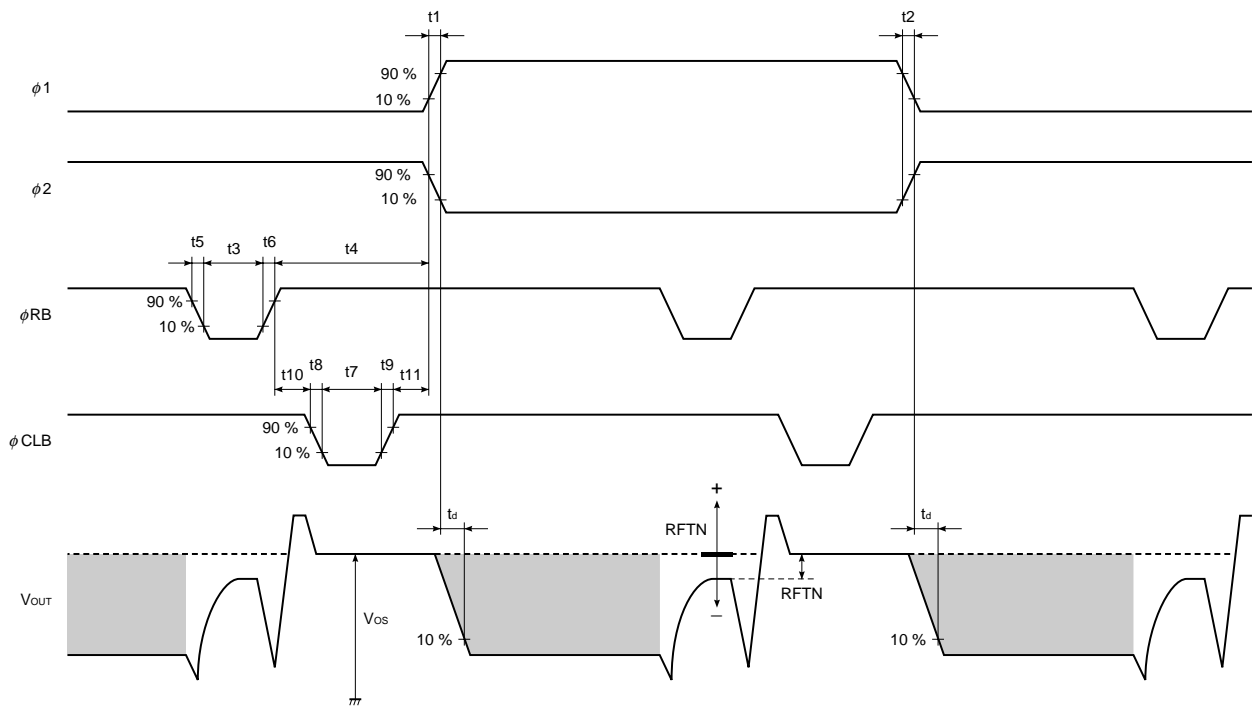 t1 t2
90 %
ϕ1
10 %
90 %
ϕ2
10 %
t5 t3 t6 t4
90 %
ϕRB
10 %
t10 t8 t7 t9 t11
90 %
ϕCLB
10 %
+
td RFTN td
VOUT
VOS
RFTN
–
10 % 10 %